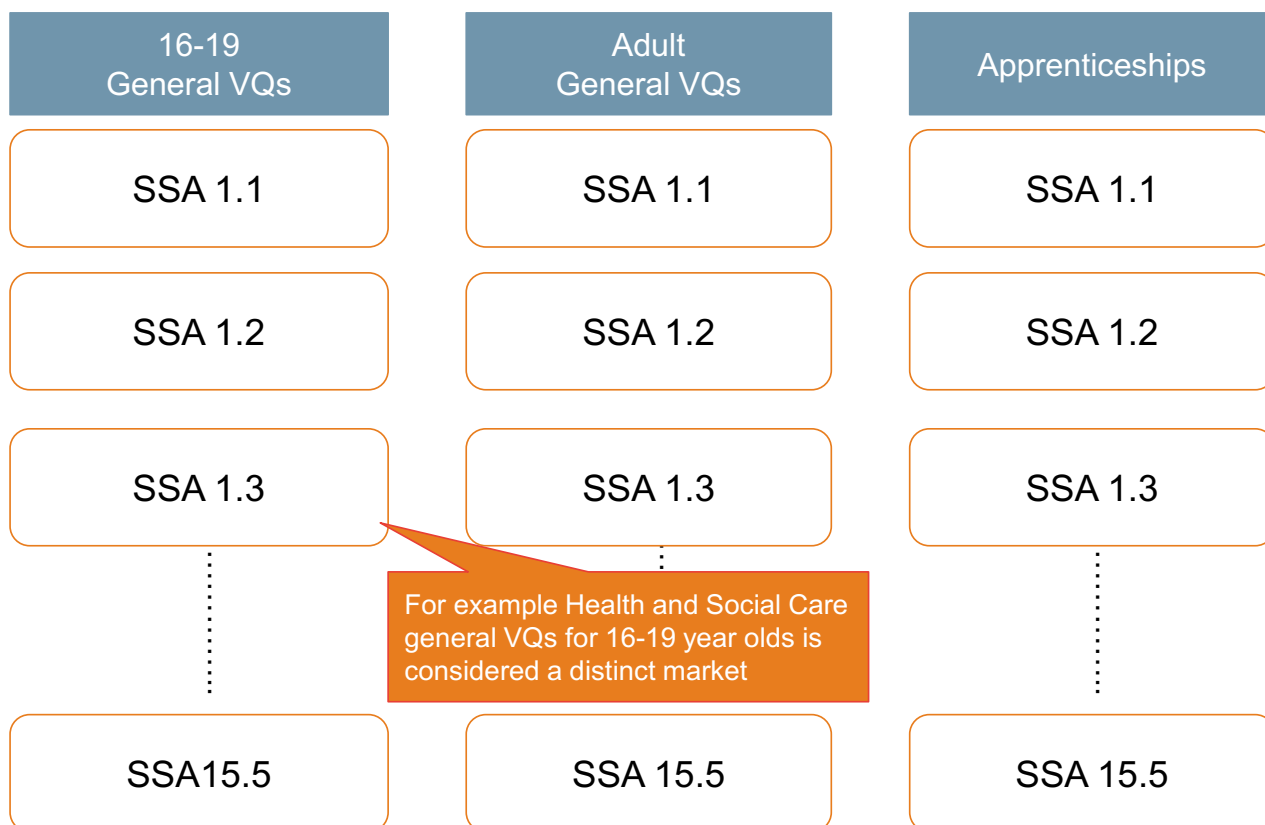 16-19
General VQs
Adult
General VQs
Apprenticeships
SSA 1.1
SSA 1.1
SSA 1.1
SSA 1.2
SSA 1.2
SSA 1.2
SSA 1.3
SSA 1.3
SSA 1.3
For example Health and Social Care
general VQs for 16-19 year olds is
considered a distinct market
SSA15.5
SSA 15.5
SSA 15.5